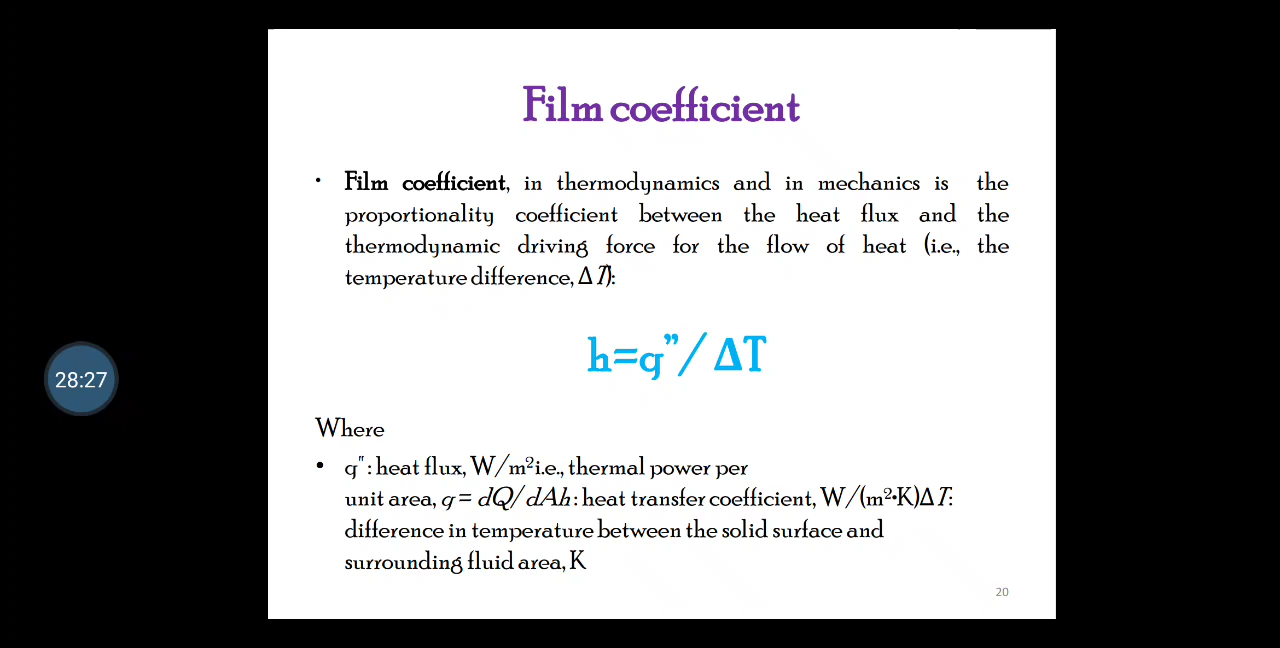 Film coefficient
• Film coefficient, in thermodynamics and in mechanics is the
proportionality coefficient between the heat flux and the
thermodynamic driving force for the flow of heat (i.e., the
temperature difference, Δ T):
h=q”/ ΔT
28:27
Where
• q": heat flux, W/m² i.e., thermal power per
unit area, q = dQ/dAh: heat transfer coefficient, W/(m²•K)Δ T:
difference in temperature between the solid surface and
surrounding fluid area, K
20